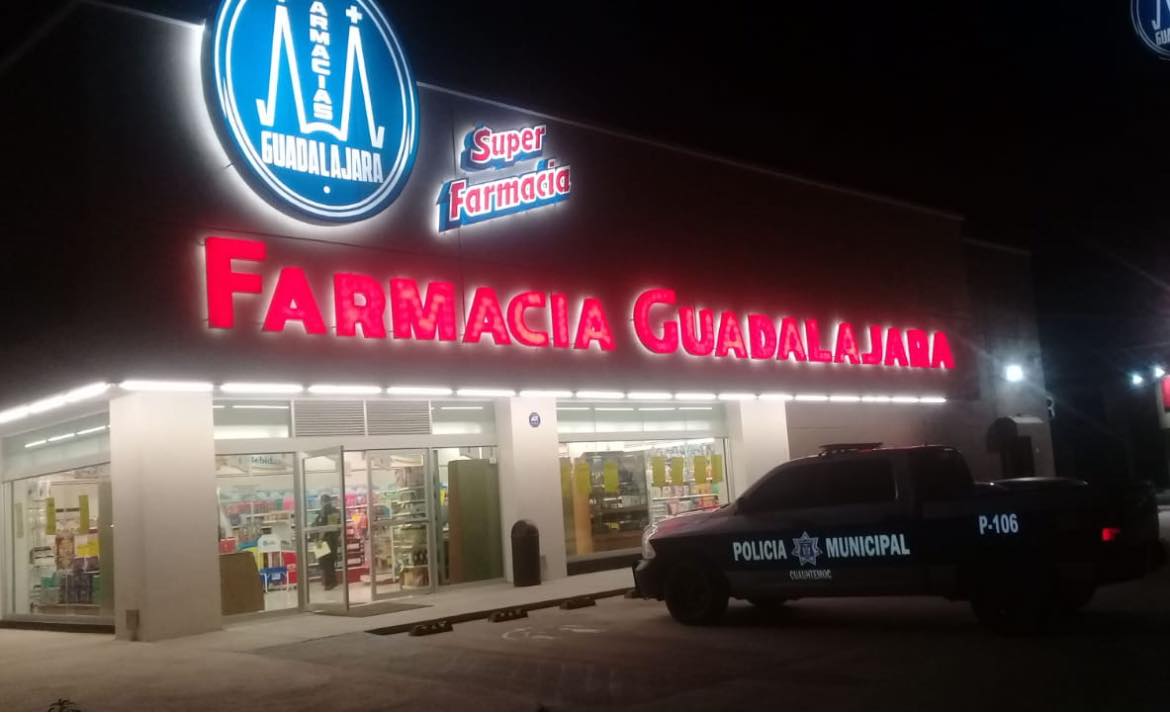 FARMACIAS
GUADALAJARA
Super
Farmacia
FARMACIA GUADALAJARA
POLICIA MUNICIPAL
CUAUHTEMOC
P-106